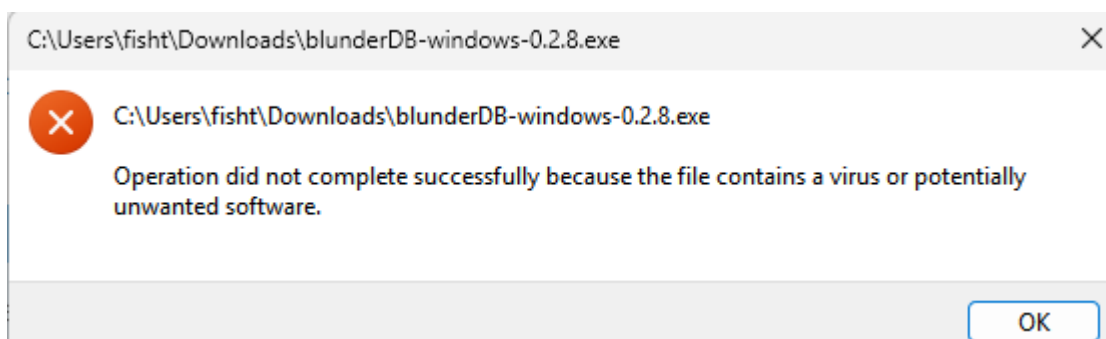 C:\Users\fisht\Downloads\blunderDB-windows-0.2.8.exe
C:\Users\fisht\Downloads\blunderDB-windows-0.2.8.exe
Operation did not complete successfully because the file contains a virus or potentially
unwanted software.
OK